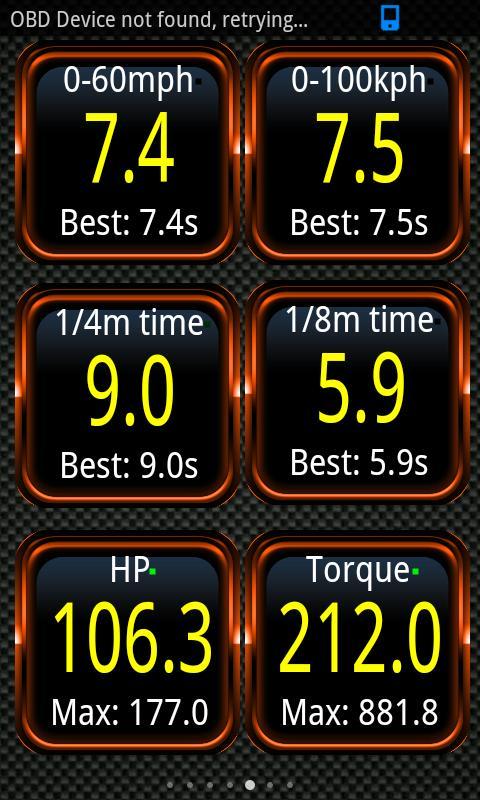 OBD Device not found, retrying...
0-60mph
7.4
Best: 7.4s
0-100kph
7.5
Best: 7.5s
1/4m time
9.0
Best: 9.0s
1/8m time
5.9
Best: 5.9s
HP
106.3
Max: 177.0
Torque
212.0
Max: 881.8